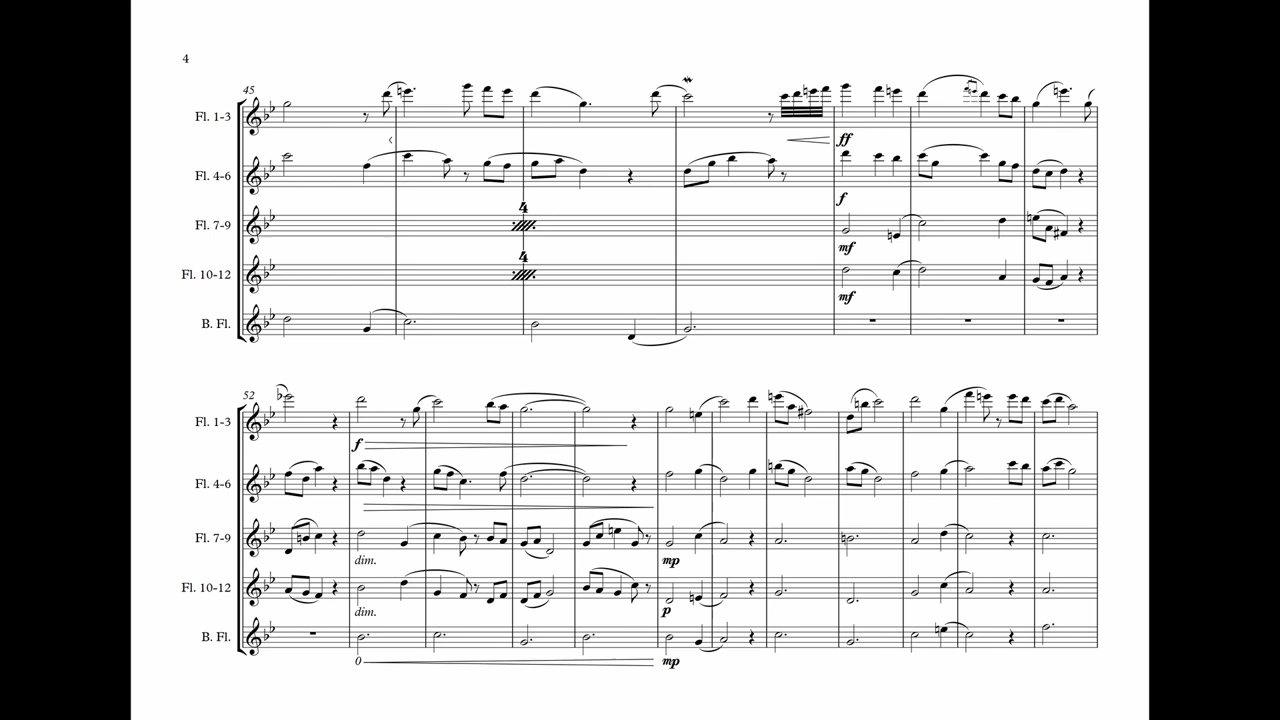 4
45
Fl. 1-3
ff
Fl. 4-6
f
4
Fl. 7-9
mf
4
Fl. 10-12
mf
B. Fl.
52
Fl. 1-3
f
Fl. 4-6
Fl. 7-9
dim.
mp
Fl. 10-12
dim.
p
B. Fl.
0
mp